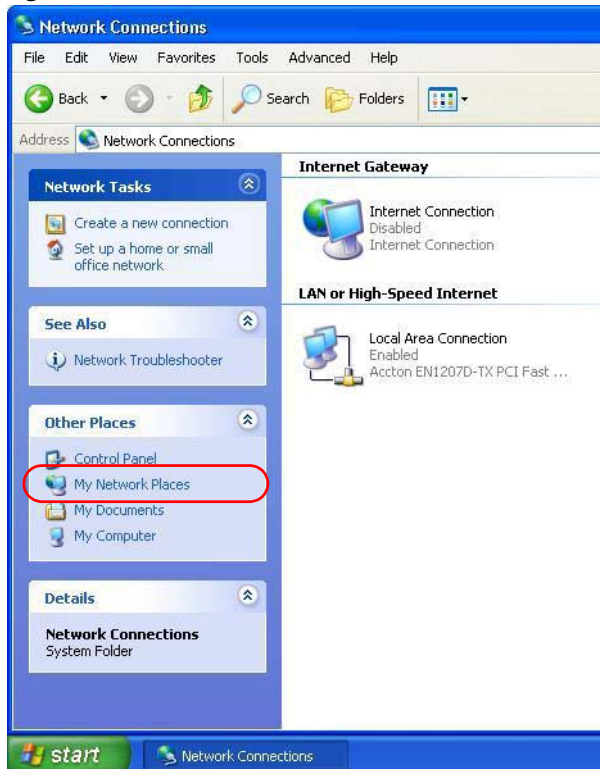 Network Connections
File Edit View Favorites Tools Advanced Help
Back Search Folders
Address Network Connections
Network Tasks
Create a new connection
Set up a home or small
office network
See Also
Network Troubleshooter
Other Places
Control Panel
My Network Places
My Documents
My Computer
Details
Network Connections
System Folder
Internet Gateway
Internet Connection
Disabled
Internet Connection
LAN or High-Speed Internet
Local Area Connection
Enabled
Accton EN1207D-TX PCI Fast ...
start Network Connections